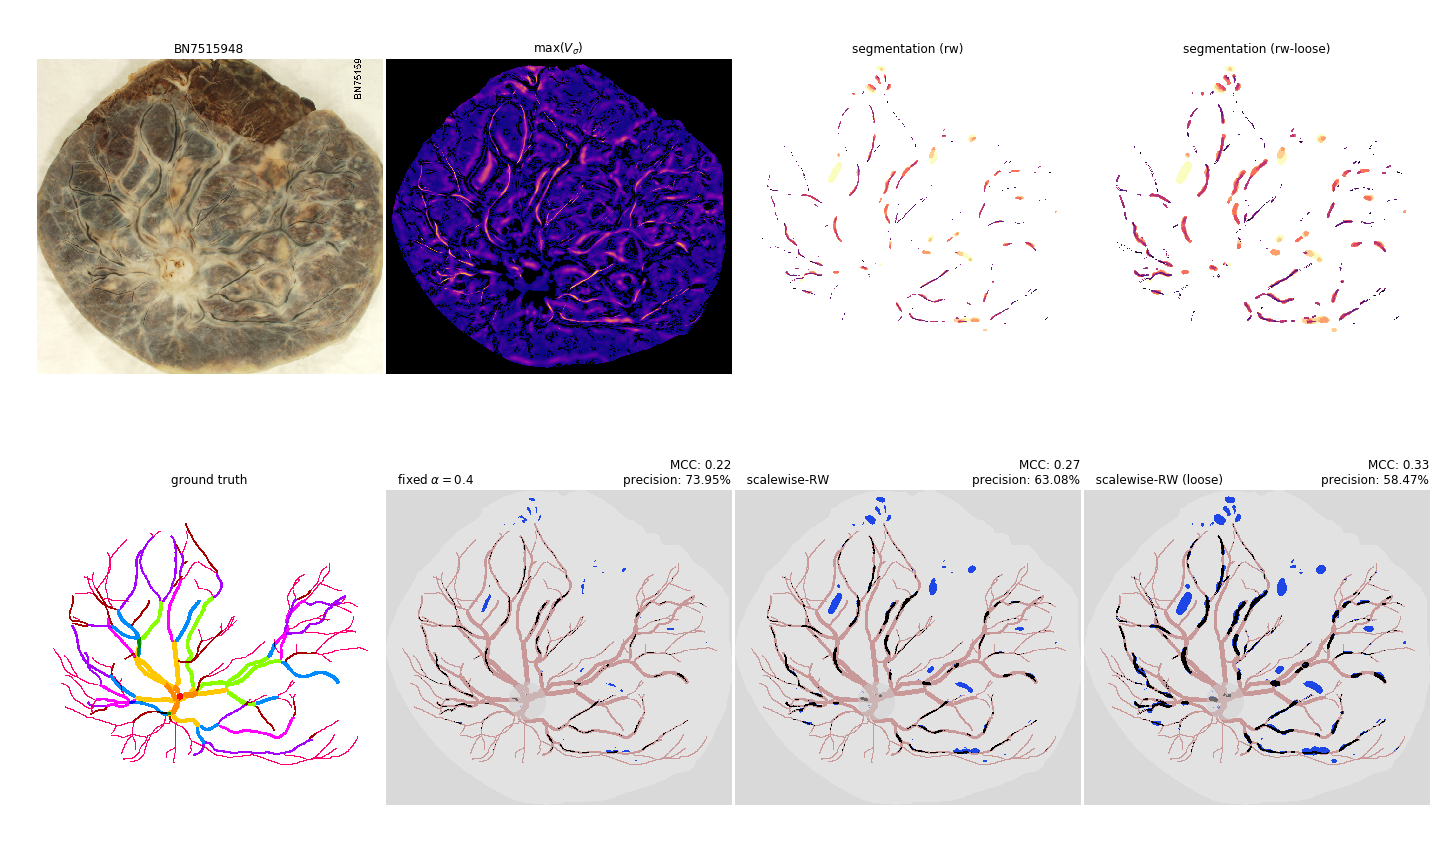 BN7515948
max(Vσ)
segmentation (rw)
segmentation (rw-loose)
BN75159
ground truth
fixed α = 0.4
MCC: 0.22
precision: 73.95%
scalewise-RW
MCC: 0.27
precision: 63.08%
scalewise-RW (loose)
MCC: 0.33
precision: 58.47%